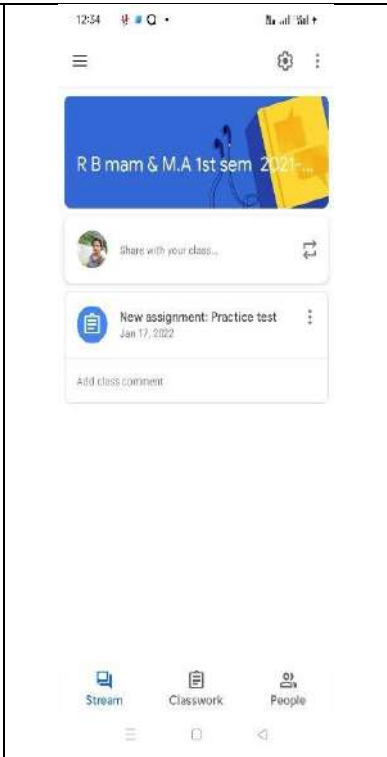 12:34
R B mam & M.A 1st sem 2021-...
Share with your class...
New assignment: Practice test
Jan 17, 2022
Add class comment
Stream
Classwork
People